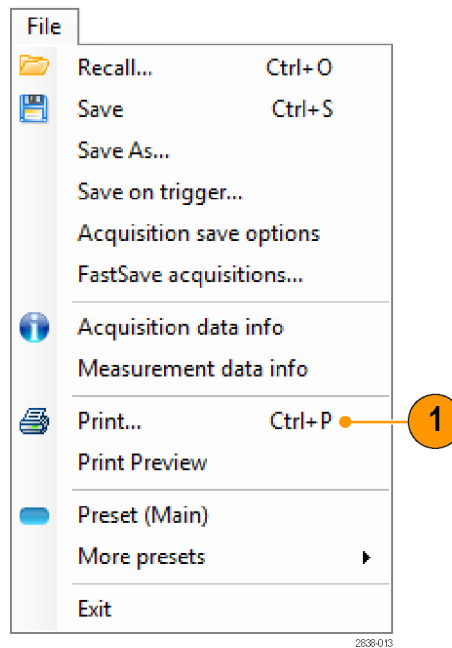 File
Recall... Ctrl+O
Save Ctrl+S
Save As...
Save on trigger...
Acquisition save options
FastSave acquisitions...
Acquisition data info
Measurement data info
Print... Ctrl+P 1
Print Preview
Preset (Main)
More presets
Exit
2838-013